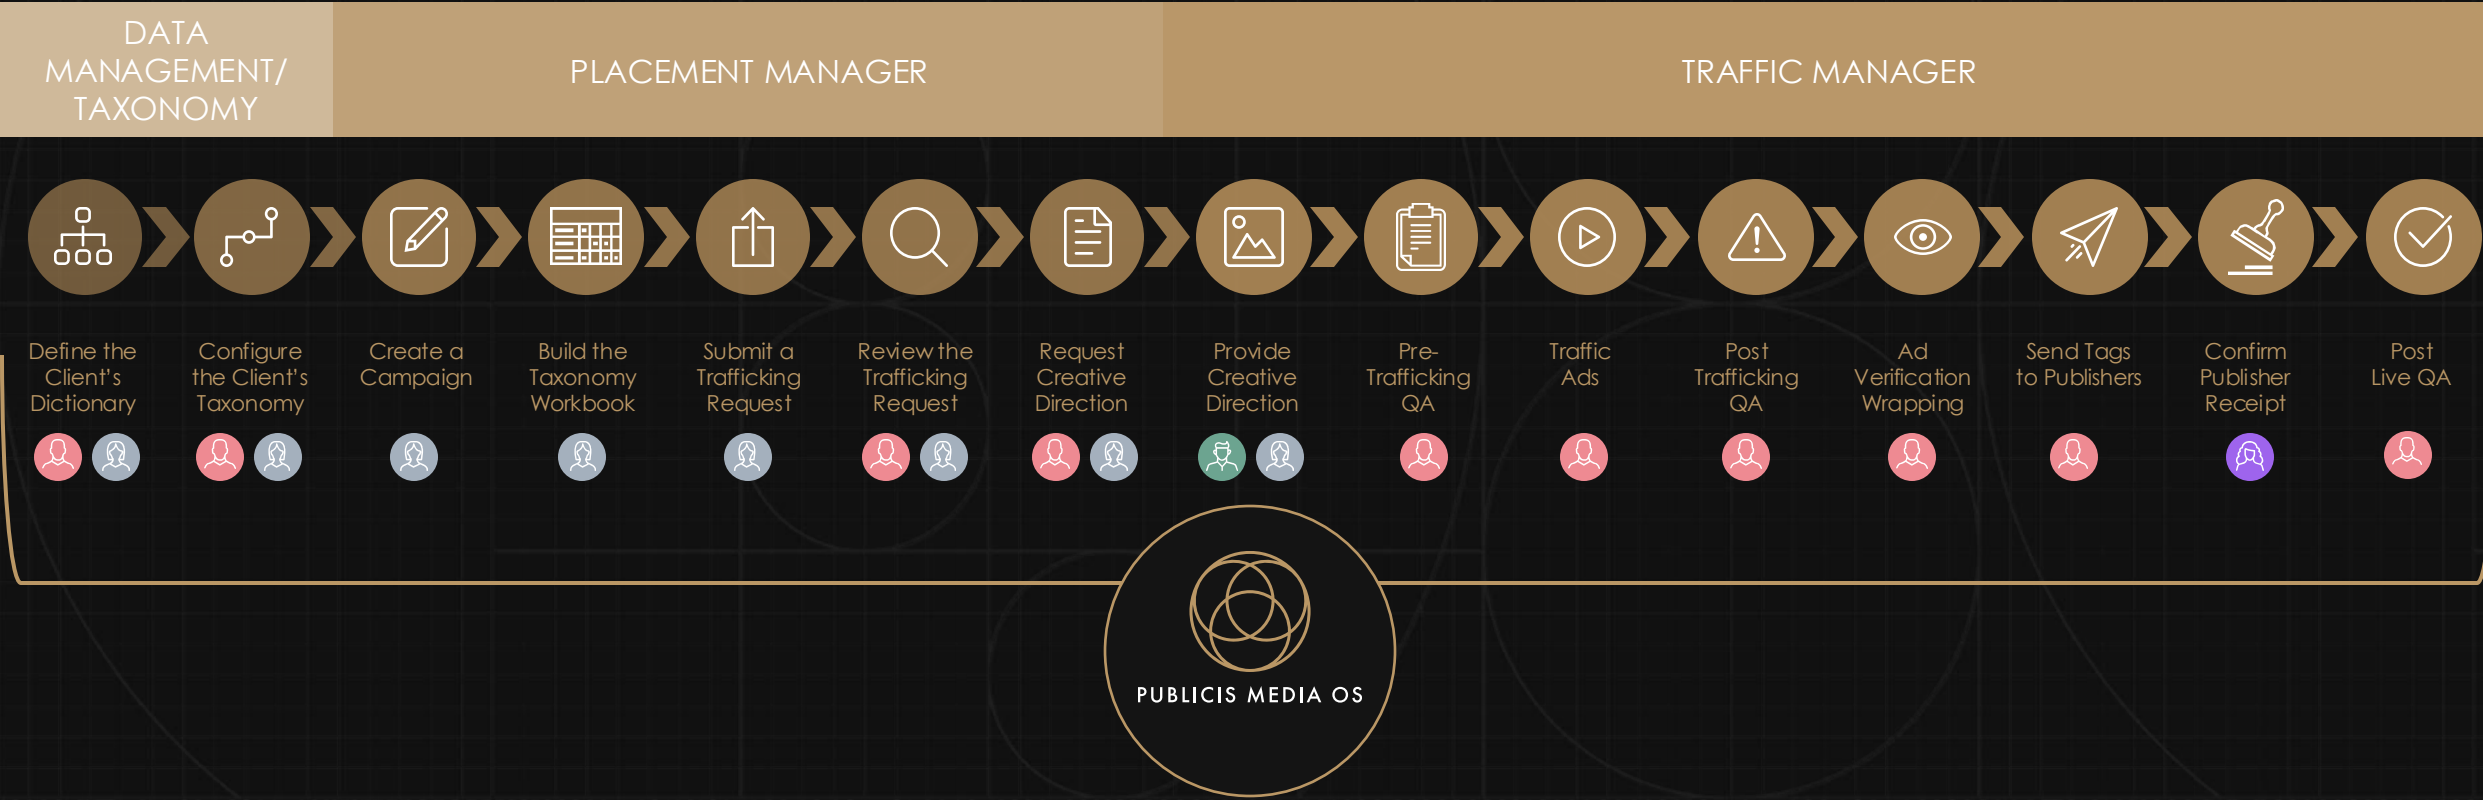 DATA
MANAGEMENT/
TAXONOMY
PLACEMENT MANAGER
TRAFFIC MANAGER
Define the
Client's
Dictionary
Configure
the Client's
Taxonomy
Create a
Campaign
Build the
Taxonomy
Workbook
Submit a
Trafficking
Request
Review the
Trafficking
Request
Request
Creative
Direction
Provide
Creative
Direction
Pre-
Trafficking
QA
Traffic
Ads
Post
Trafficking
QA
Ad
Verification
Wrapping
Send Tags
to Publishers
Confirm
Publisher
Receipt
Post
Live QA
PUBLICIS MEDIA OS